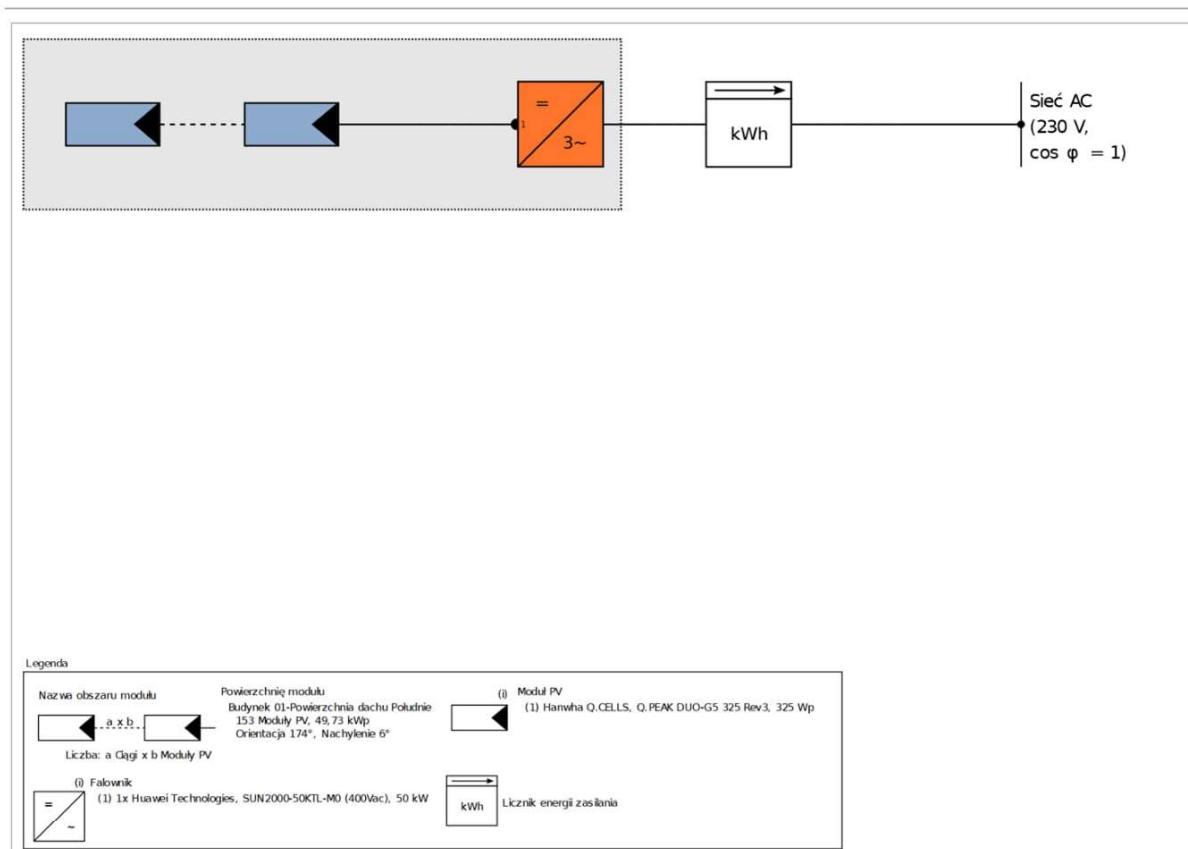 =
1
3~
kWh
Sieć AC
(230 V,
cos φ = 1)
Legenda
Nazwa obszaru modułu
a x b
Liczba: a Ciągi x b Moduły PV
Powierzchnię modułu
Budynek 01-Powierzchnia dachu Południe
153 Moduły PV, 49,73 kWp
Orientacja 174°, Nachylenie 6°
(i) Moduł PV
(1) Hanwha Q.CELLS, Q.PEAK DUO-G5 325 Rev3, 325 Wp
(i) Falownik
(1) 1x Huawei Technologies, SUN2000-50KTL-M0 (400Vac), 50 kW
=
~
kWh
Licznik energii zasilania